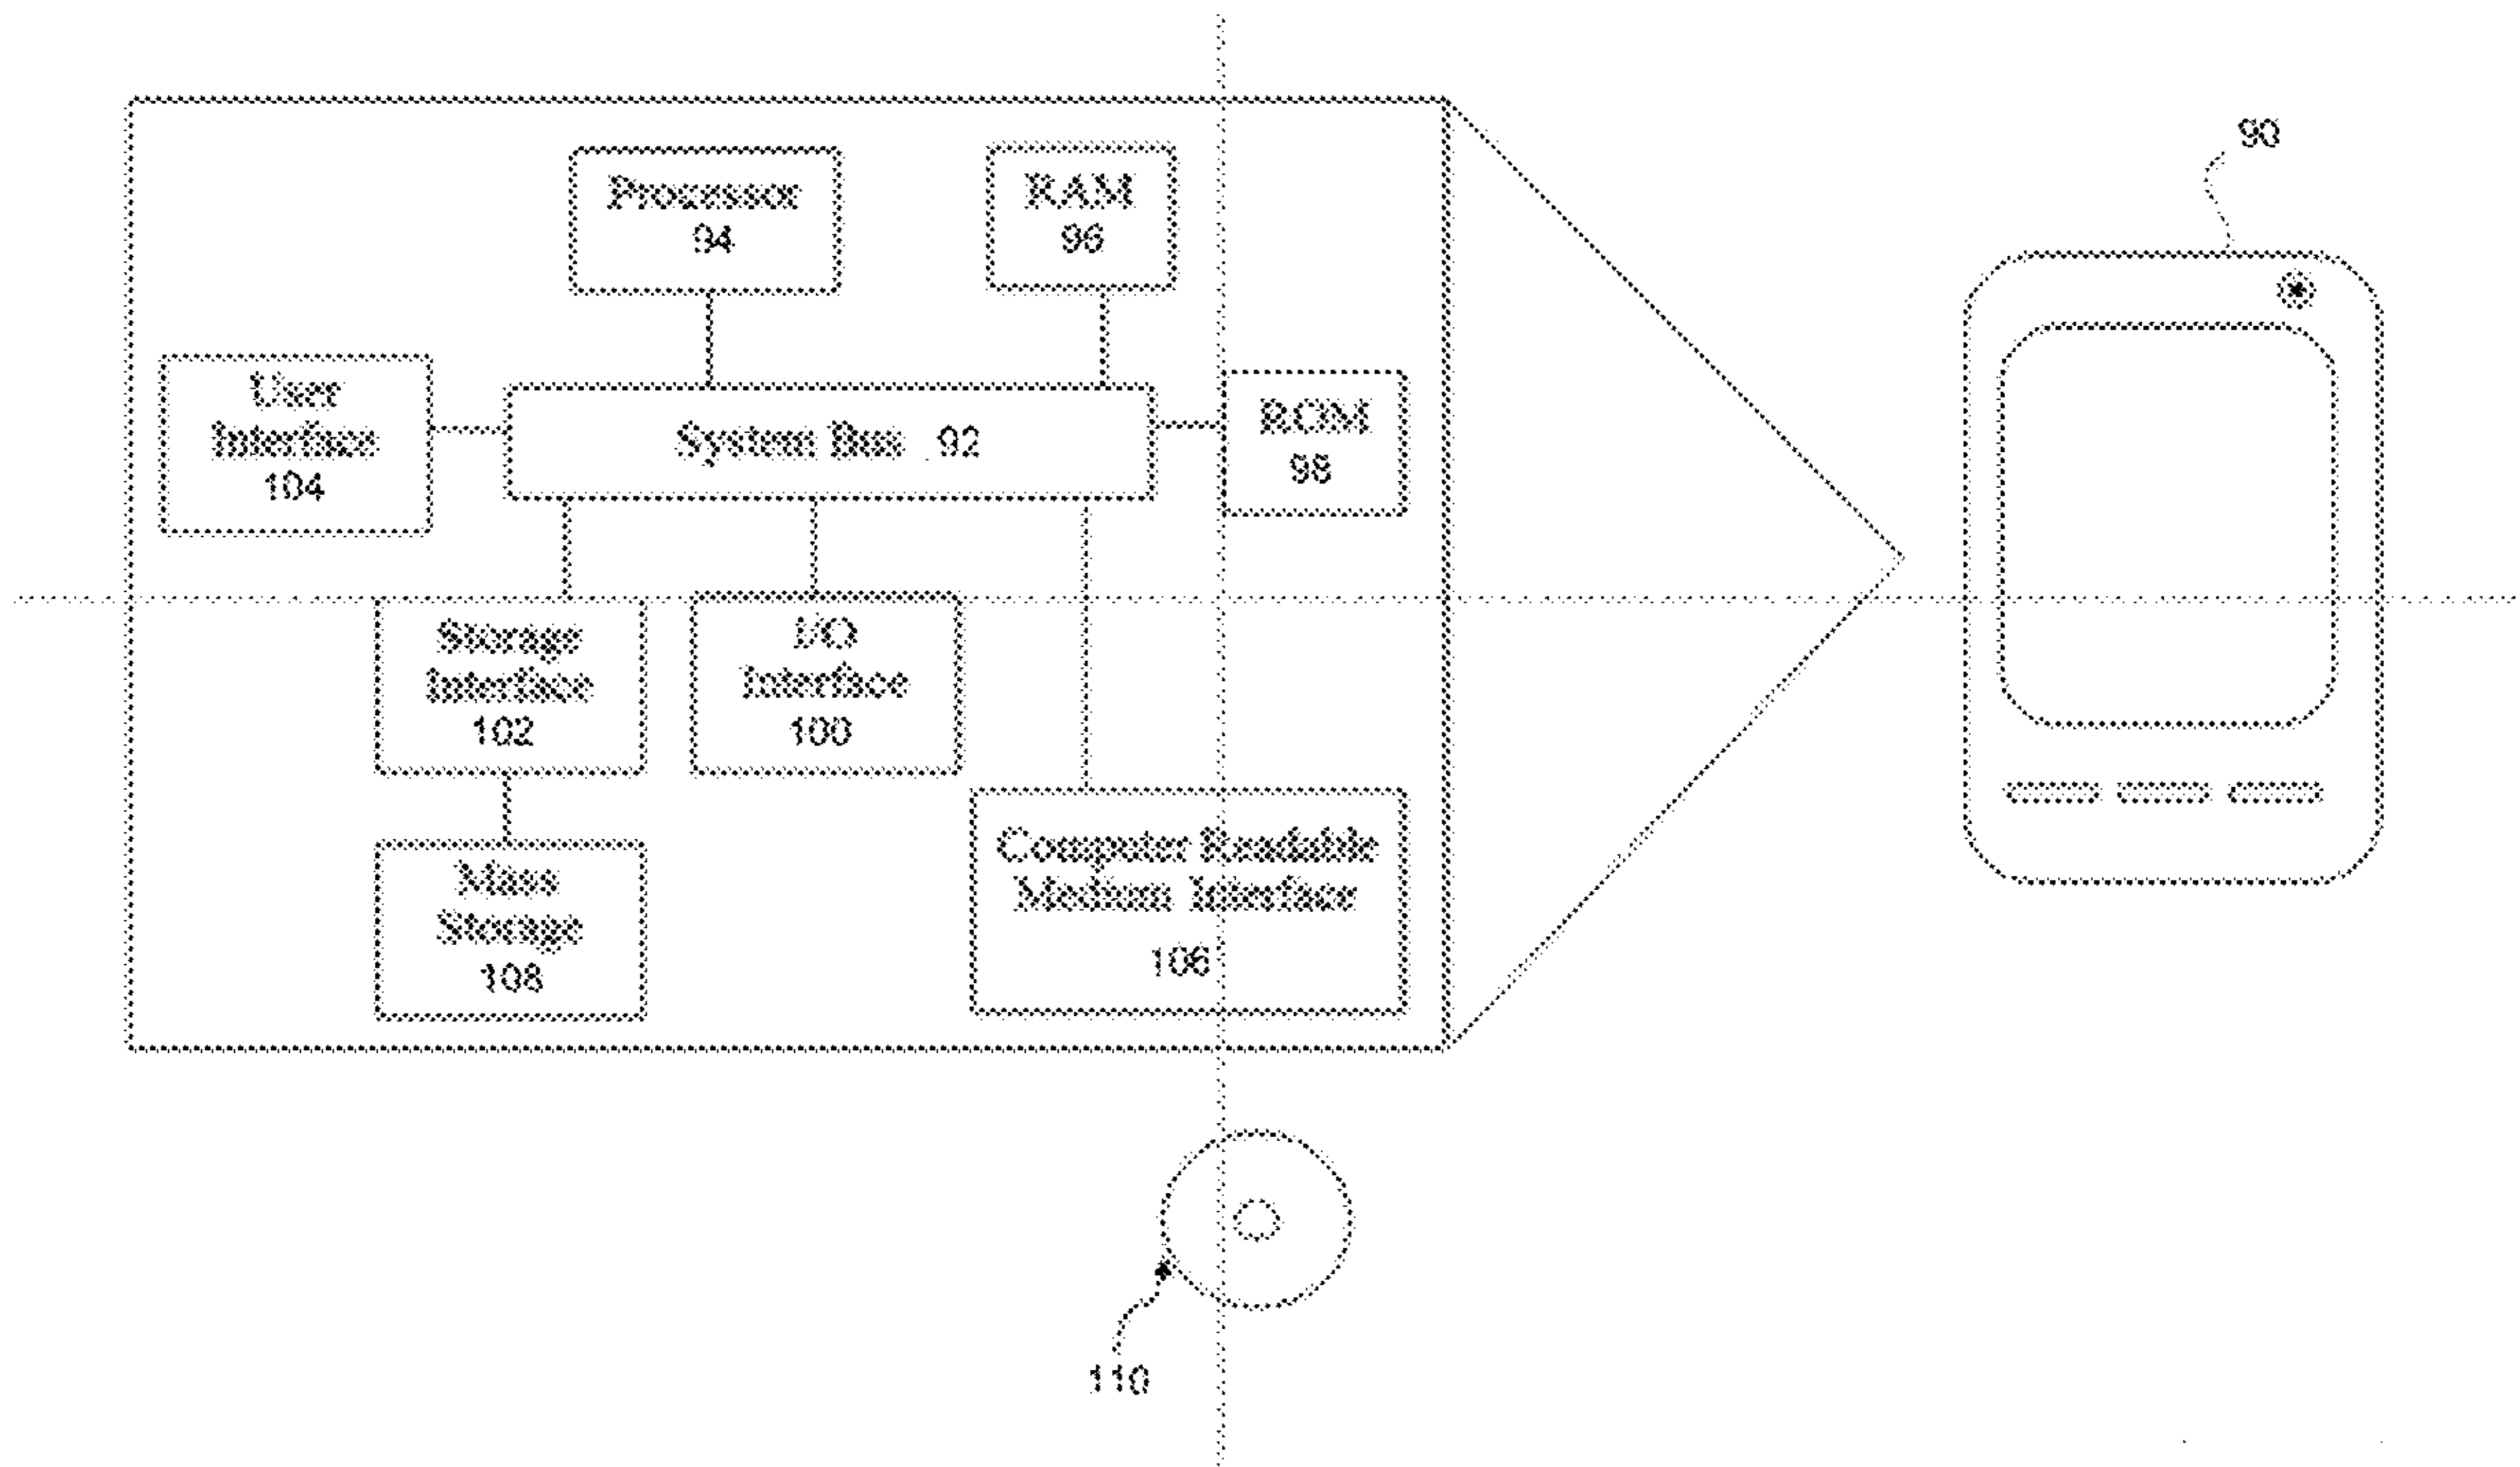 90
Processor
94
RAM
96
User
Interface
104
System Bus 92
ROM
98
Storage
Interface
102
I/O
Interface
100
Mass
Storage
108
Computer Readable
Medium Interface
106
110